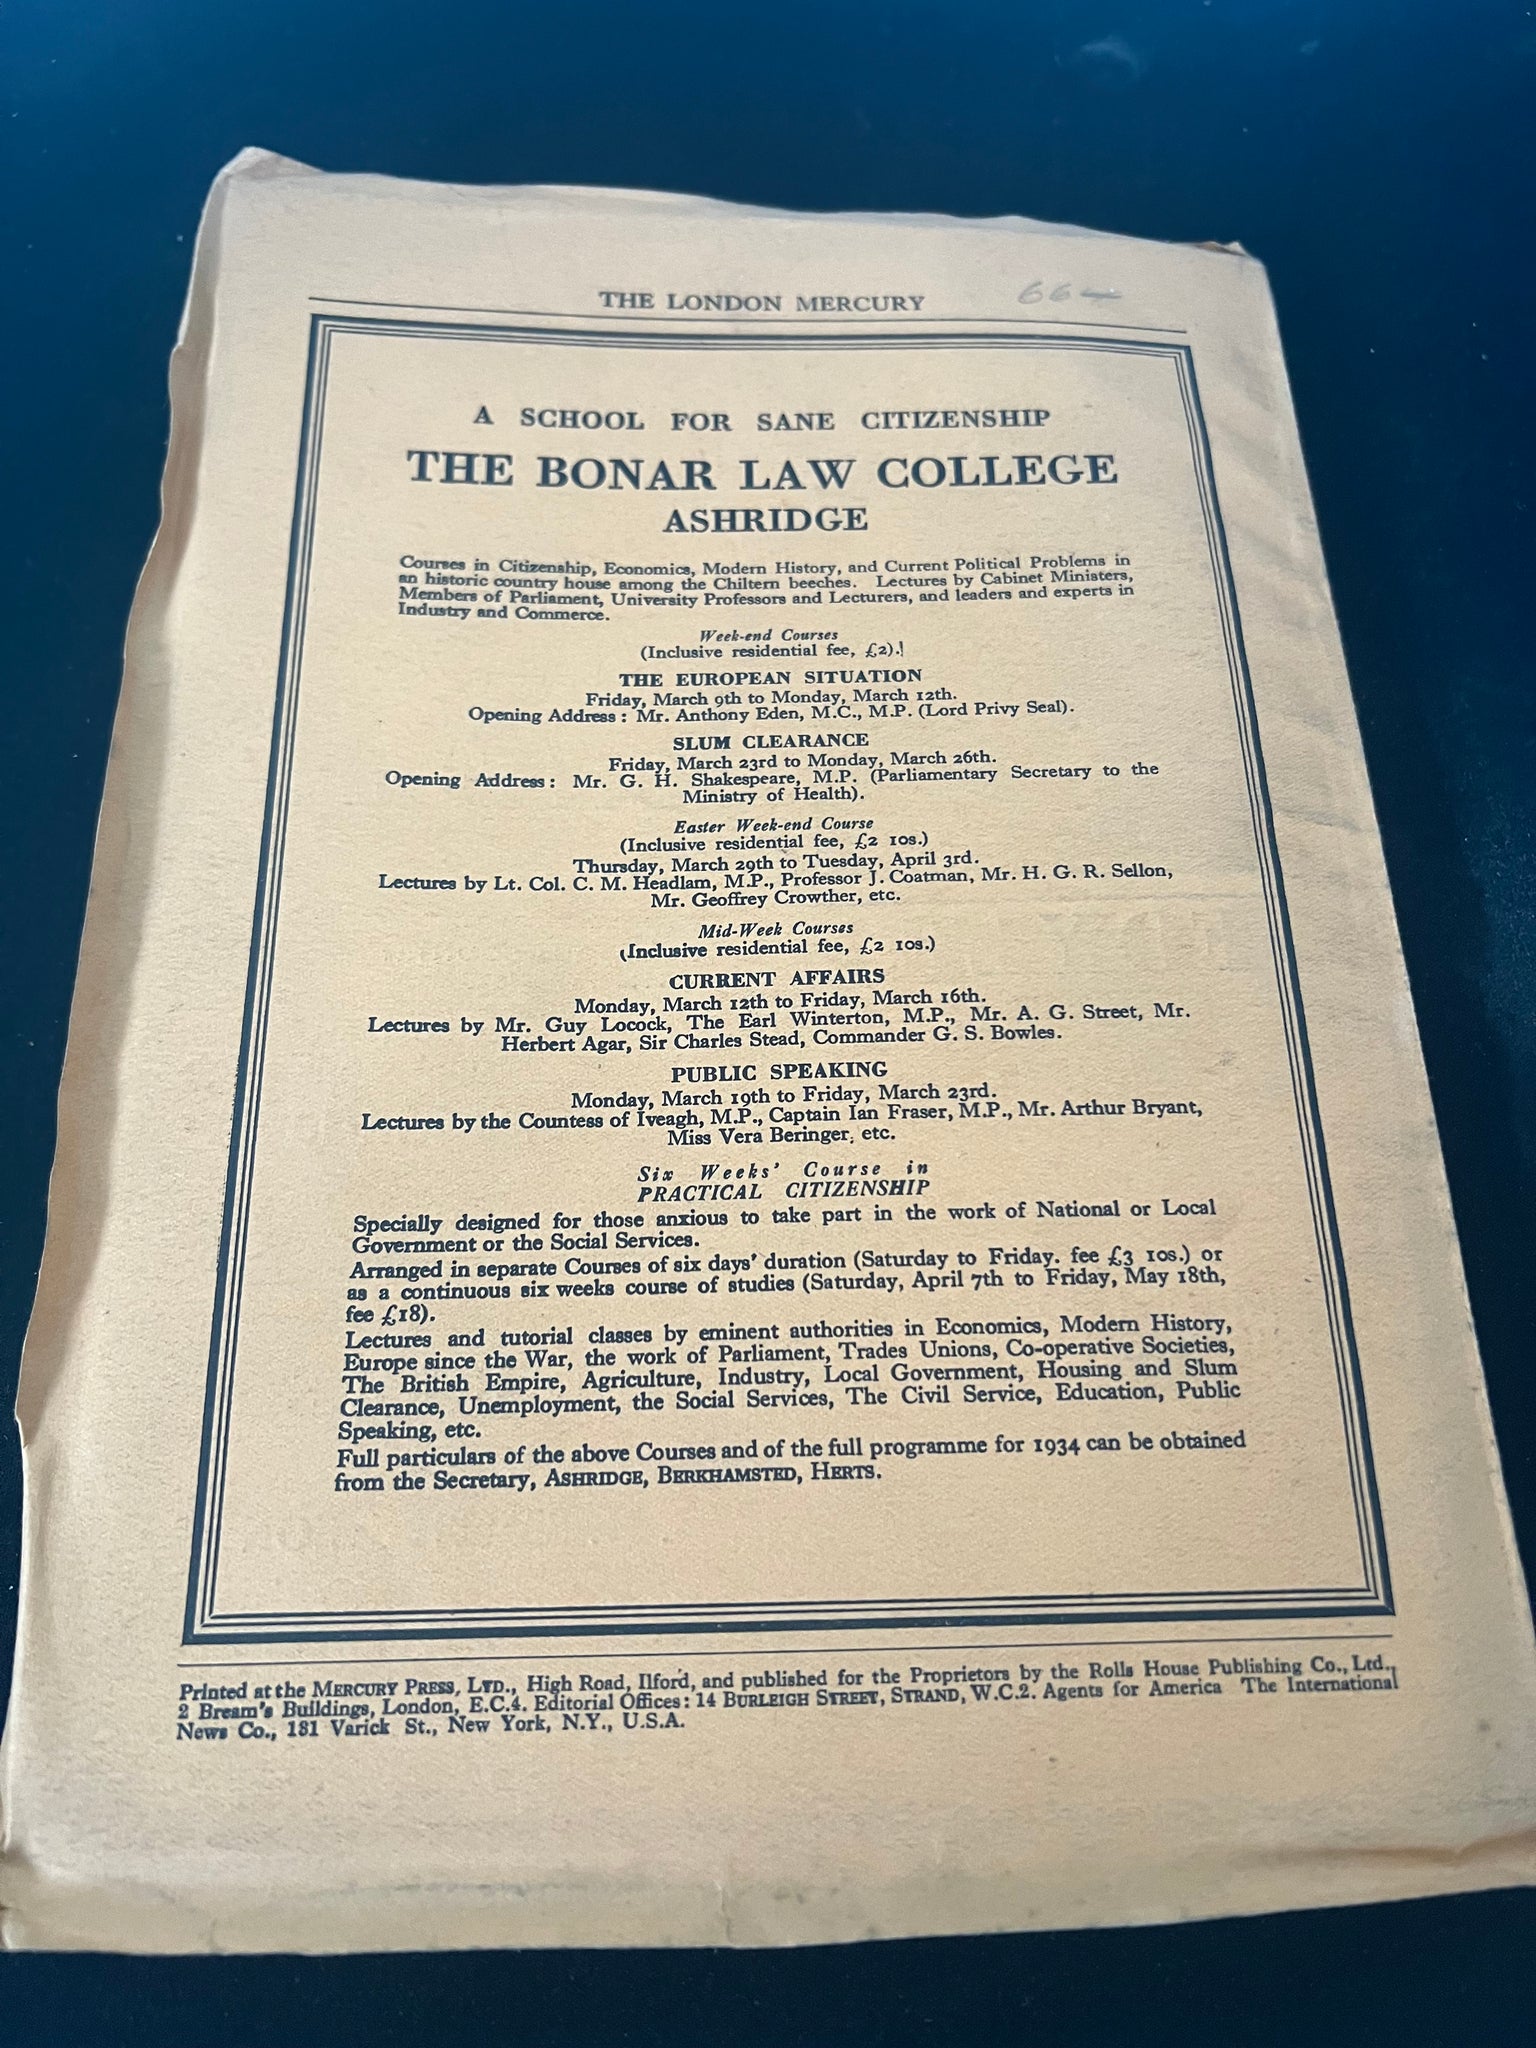 THE LONDON MERCURY 664
A SCHOOL FOR SANE CITIZENSHIP
THE BONAR LAW COLLEGE
ASHRIDGE
Courses in Citizenship, Economics, Modern History, and Current Political Problems in
an historic country house among the Chiltern beeches. Lectures by Cabinet Ministers,
Members of Parliament, University Professors and Lecturers, and leaders and experts in
Industry and Commerce.
Week-end Courses
(Inclusive residential fee, £2).
THE EUROPEAN SITUATION
Friday, March 9th to Monday, March 12th.
Opening Address: Mr. Anthony Eden, M.C., M.P. (Lord Privy Seal).
SLUM CLEARANCE
Friday, March 23rd to Monday, March 26th.
Opening Address: Mr. G. H. Shakespeare, M.P. (Parliamentary Secretary to the
Ministry of Health).
Easter Week-end Course
(Inclusive residential fee, £2 10s.)
Thursday, March 29th to Tuesday, April 3rd.
Lectures by Lt. Col. C. M. Headlam, M.P., Professor J. Coatman, Mr. H. G. R. Sellon,
Mr. Geoffrey Crowther, etc.
Mid-Week Courses
(Inclusive residential fee, £2 10s.)
CURRENT AFFAIRS
Monday, March 12th to Friday, March 16th.
Lectures by Mr. Guy Locock, The Earl Winterton, M.P., Mr. A. G. Street, Mr.
Herbert Agar, Sir Charles Stead, Commander G. S. Bowles.
PUBLIC SPEAKING
Monday, March 19th to Friday, March 23rd.
Lectures by the Countess of Iveagh, M.P., Captain Ian Fraser, M.P., Mr. Arthur Bryant,
Miss Vera Beringer, etc.
Six Weeks' Course in
PRACTICAL CITIZENSHIP
Specially designed for those anxious to take part in the work of National or Local
Government or the Social Services.
Arranged in separate Courses of six days' duration (Saturday to Friday. fee £3 10s.) or
as a continuous six weeks course of studies (Saturday, April 7th to Friday, May 18th,
fee £18).
Lectures and tutorial classes by eminent authorities in Economics, Modern History,
Europe since the War, the work of Parliament, Trades Unions, Co-operative Societies,
The British Empire, Agriculture, Industry, Local Government, Housing and Slum
Clearance, Unemployment, the Social Services, The Civil Service, Education, Public
Speaking, etc.
Full particulars of the above Courses and of the full programme for 1934 can be obtained
from the Secretary, ASHRIDGE, BERKHAMSTED, HERTS.
Printed at the MERCURY PRESS, LTD., High Road, Ilford, and published for the Proprietors by the Rolls House Publishing Co., Ltd.,
2 Bream's Buildings, London, E.C.4. Editorial Offices: 14 BURLEIGH STREET, STRAND, W.C.2. Agents for America The International
News Co., 131 Varick St., New York, N.Y., U.S.A.